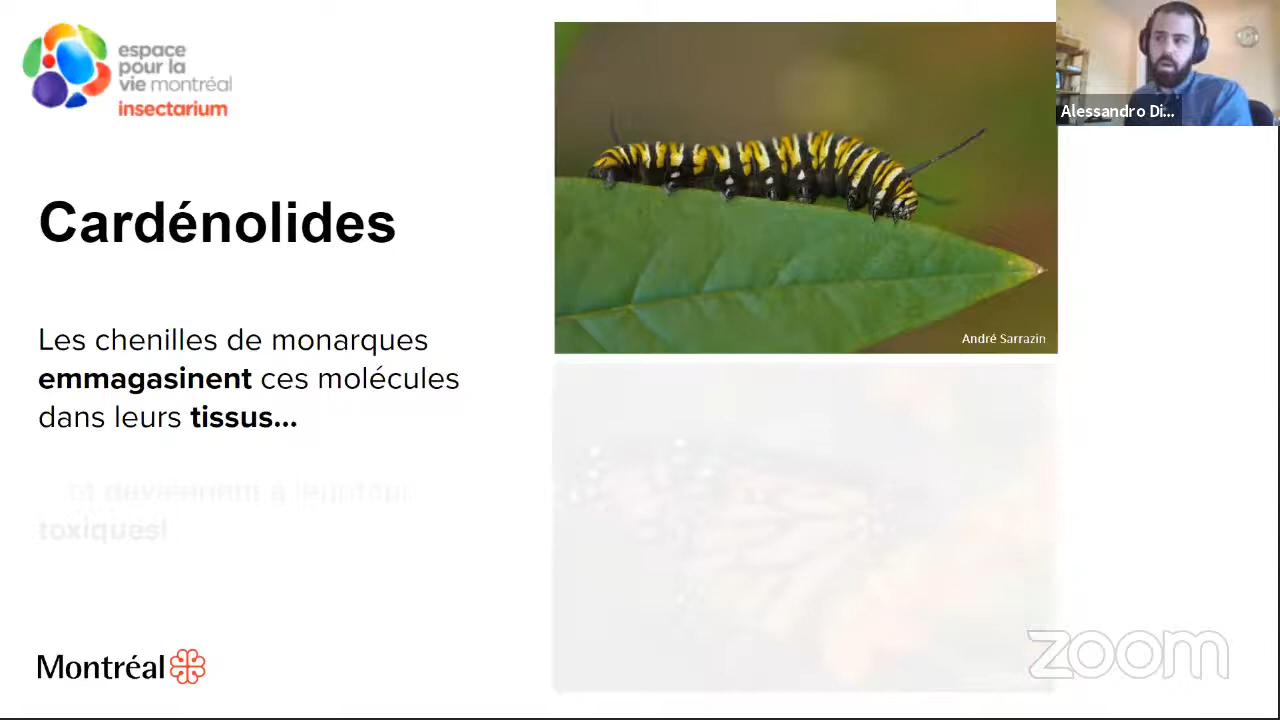 espace
pour la
vie montréal
insectarium
Alessandro Di...
Cardénolides
André Sarrazin
Les chenilles de monarques
emmagasinent ces molécules
dans leurs tissus...
toxiques!
Montréal
zoom